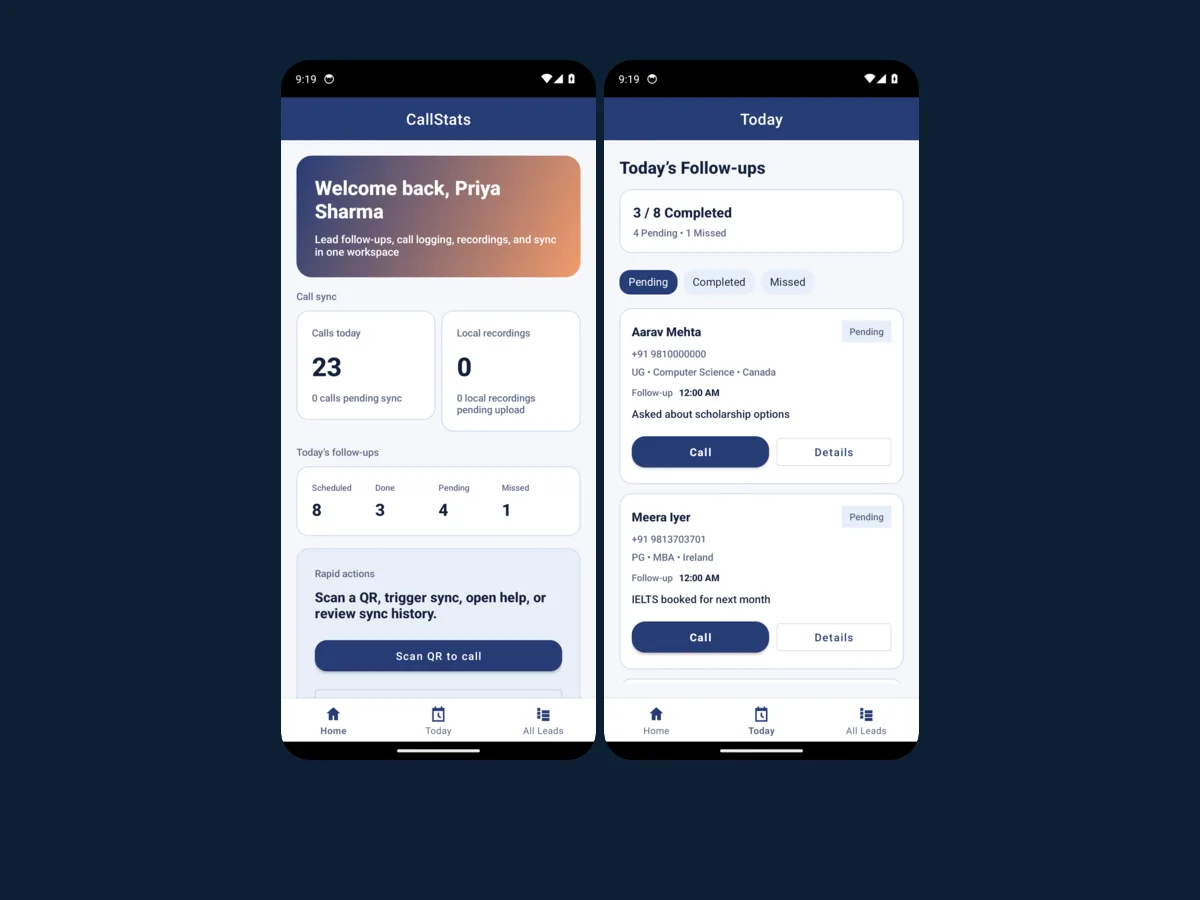 9:19
CallStats
Welcome back, Priya
Sharma
Lead follow-ups, call logging, recordings, and sync
in one workspace
Call sync
Calls today
23
0 calls pending sync
Local recordings
0
0 local recordings
pending upload
Today's follow-ups
Scheduled Done Pending Missed
8 3 4 1
Rapid actions
Scan a QR, trigger sync, open help, or
review sync history.
Scan QR to call
Home Today All Leads
9:19
Today
Today’s Follow-ups
3 / 8 Completed
4 Pending • 1 Missed
Pending Completed Missed
Aarav Mehta Pending
+91 9810000000
UG • Computer Science • Canada
Follow-up 12:00 AM
Asked about scholarship options
Call Details
Meera Iyer Pending
+91 9813703701
PG • MBA • Ireland
Follow-up 12:00 AM
IELTS booked for next month
Call Details
Home Today All Leads